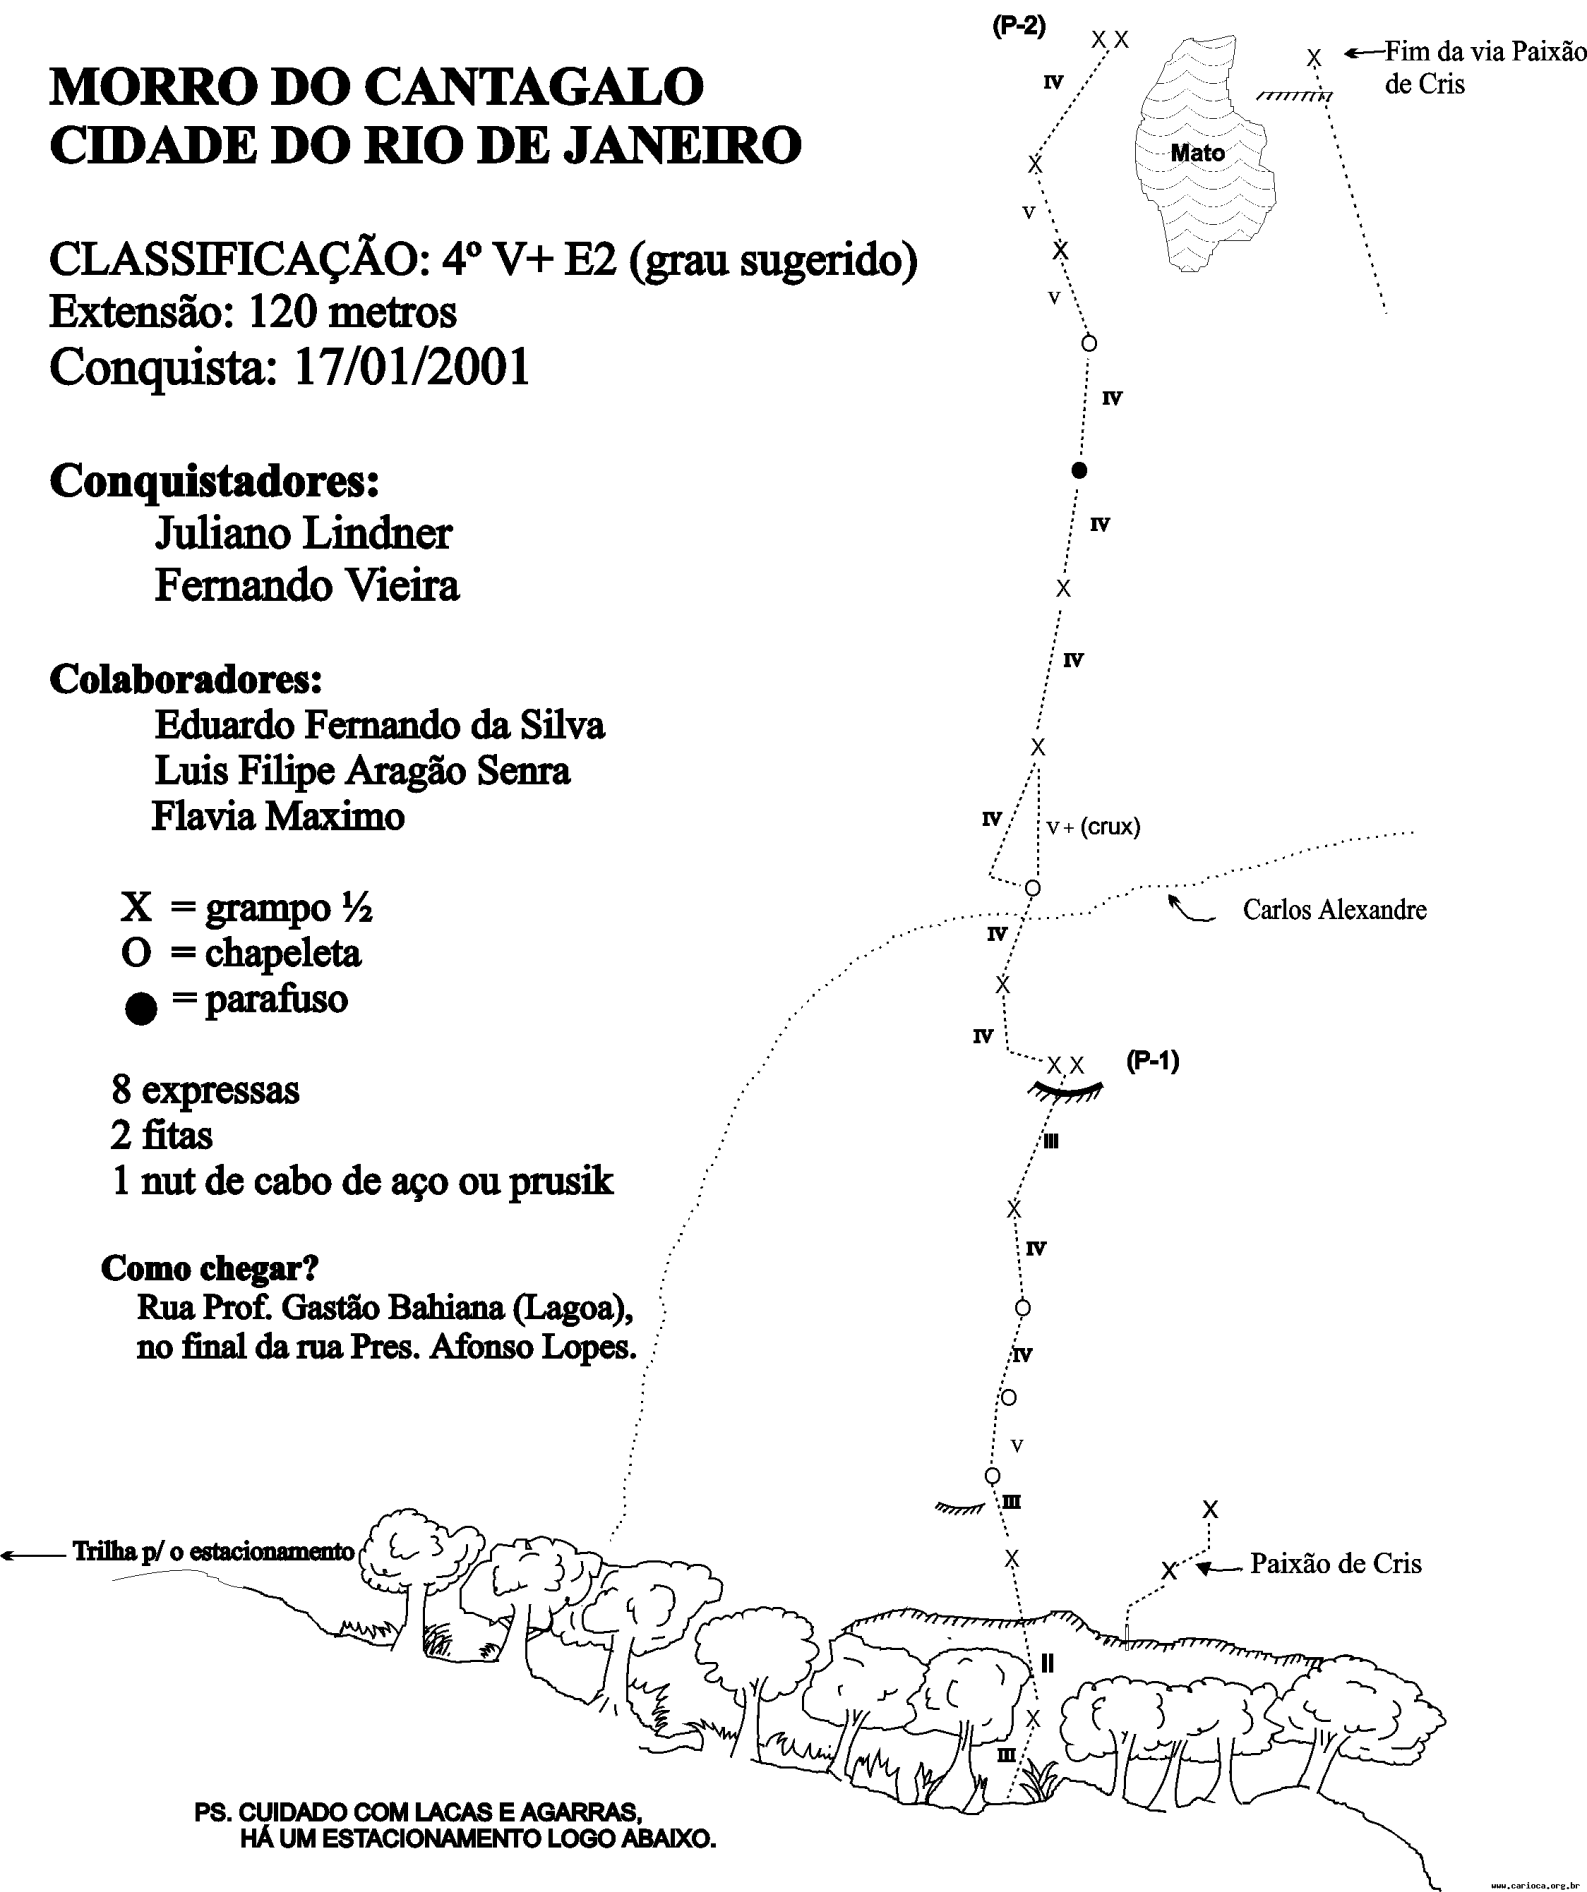 MORRO DO CANTAGALO
CIDADE DO RIO DE JANEIRO
CLASSIFICAÇÃO: 4º V+ E2 (grau sugerido)
Extensão: 120 metros
Conquista: 17/01/2001
Conquistadores:
Juliano Lindner
Fernando Vieira
Colaboradores:
Eduardo Fernando da Silva
Luis Filipe Aragão Senra
Flavia Maximo
X = grampo ½
O = chapeleta
● = parafuso
8 expressas
2 fitas
1 nut de cabo de aço ou prusik
Como chegar?
Rua Prof. Gastão Bahiana (Lagoa),
no final da rua Pres. Afonso Lopes.
Trilha p/ o estacionamento
PS. CUIDADO COM LACAS E AGARRAS,
HÁ UM ESTACIONAMENTO LOGO ABAIXO.
(P-2)
X X
X
Fim da via Paixão
de Cris
IV
Mato
X
V
X
V
O
IV
●
IV
X
IV
X
IV
V+ (crux)
O
Carlos Alexandre
IV
X
IV
X X
(P-1)
III
X
IV
O
IV
O
V
O
III
X
X
X
Paixão de Cris
II
X
III
www.carioca.org.br